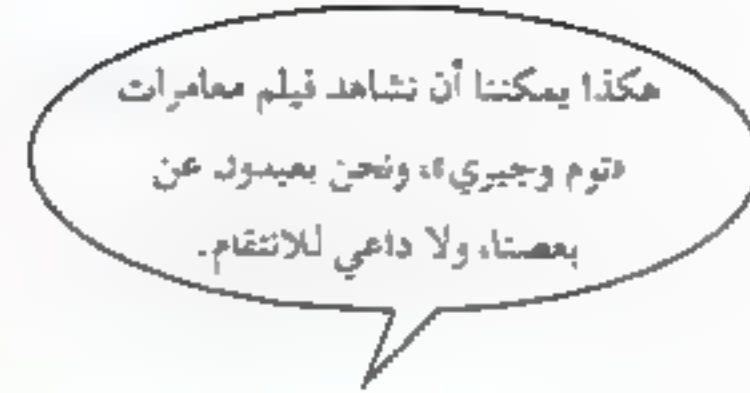 هكذا يمكننا أن نشاهد فيلم مغامرات
«توم وجيري»، ونحن بعيدون عن
بعضنا، ولا داعي للانتقام.